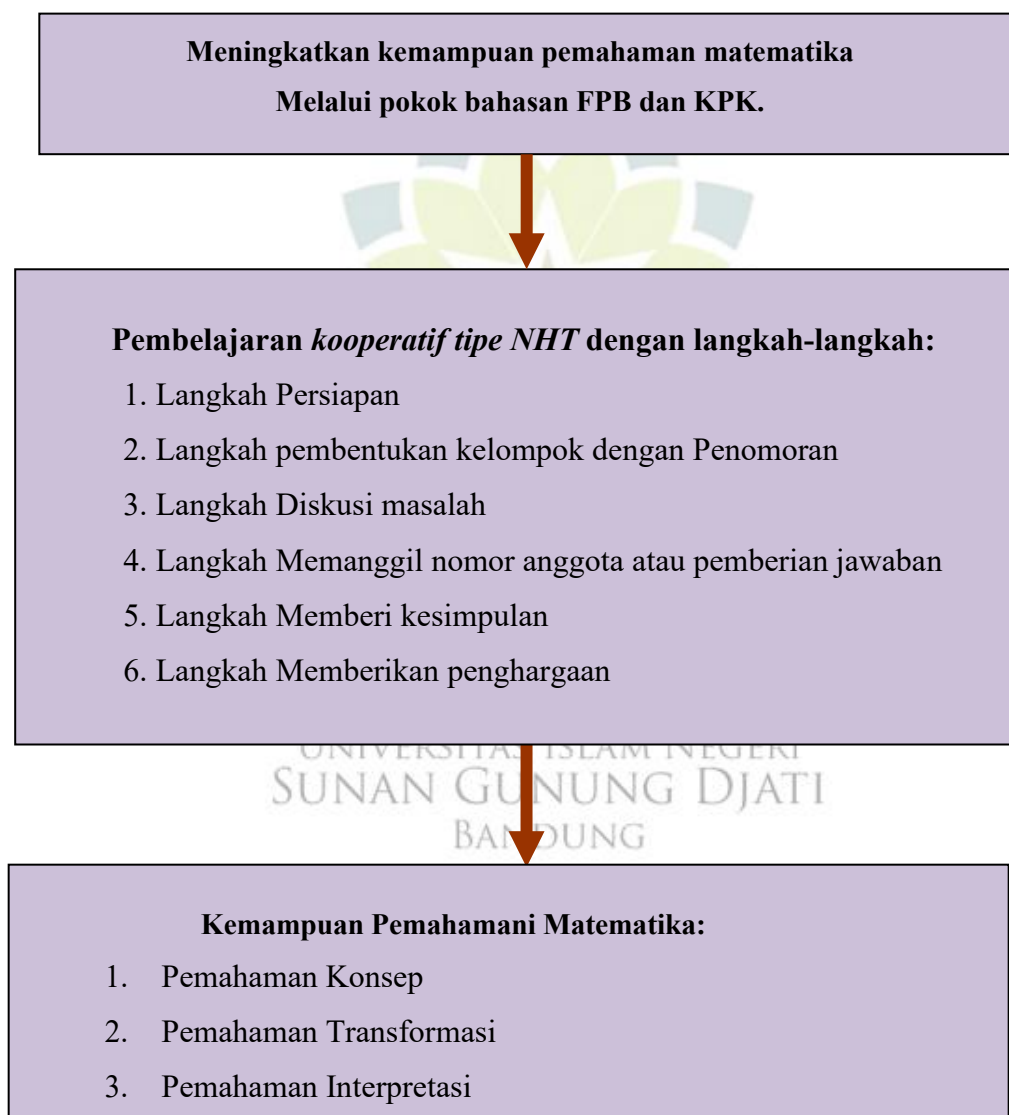 Meningkatkan kemampuan pemahaman matematika
Melalui pokok bahasan FPB dan KPK.
Pembelajaran kooperatif tipe NHT dengan langkah-langkah:
1. Langkah Persiapan
2. Langkah pembentukan kelompok dengan Penomoran
3. Langkah Diskusi masalah
4. Langkah Memanggil nomor anggota atau pemberian jawaban
5. Langkah Memberi kesimpulan
6. Langkah Memberikan penghargaan
UNIVERSITAS ISLAM NEGERI
SUNAN GUNUNG DJATI
BANDUNG
Kemampuan Pemahamani Matematika:
1. Pemahaman Konsep
2. Pemahaman Transformasi
3. Pemahaman Interpretasi